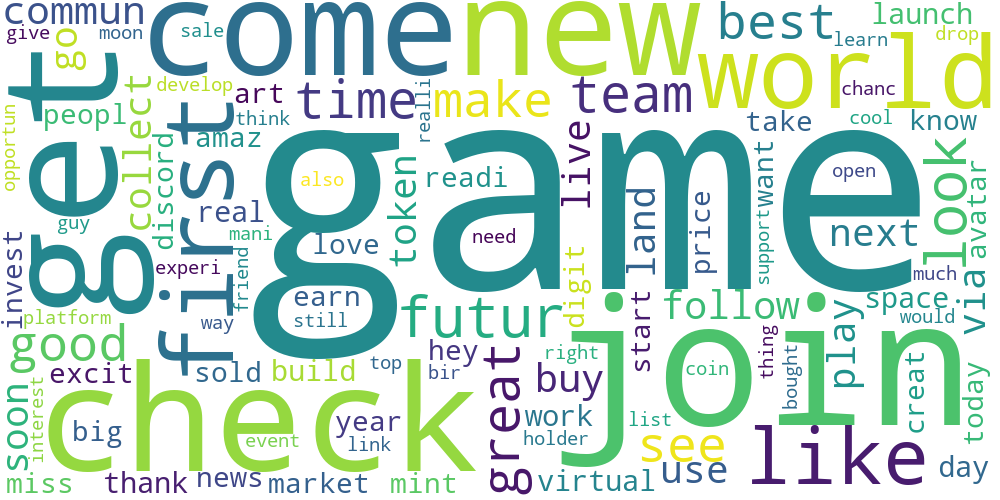 commun
give
moon
go
come
sale
new
best
launch
learn
drop
world
get
peopl
opportun
collect
develop
art
think
amaz
first
time
realli
make
team
live
chanc
take
cool
know
game
also
token
readi
discord
real
mani
love
guy
need
open
want
support
next
look
avatar
much
land
price
digit
experi
friend
invest
platform
way
earn
still
futur
follow
start
space
would
via
play
join
good
excit
sold
build
top
hey
bir
great
right
buy
thing
coin
bought
creat
today
soon
interest
check
big
event
year
link
work
holder
list
see
use
like
day
miss
thank
news
market
mint
virtual